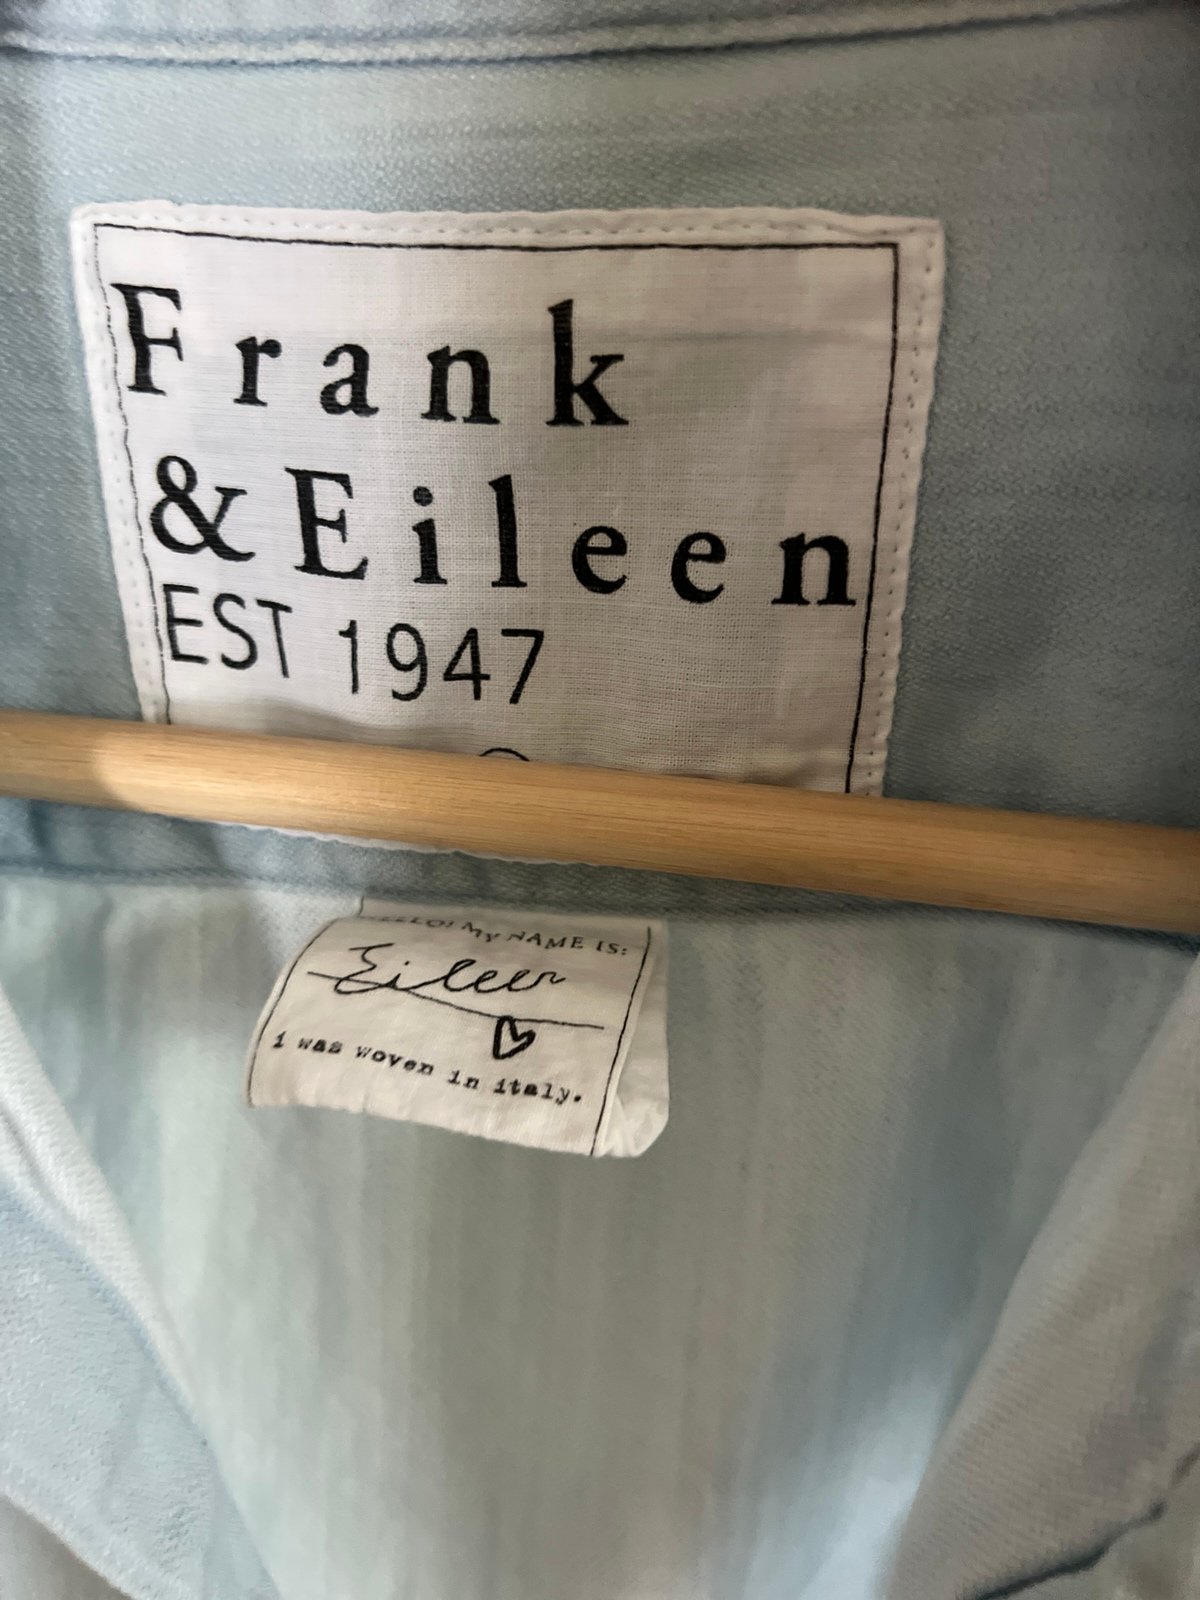 Frank
& Eileen
EST 1947
My NAME IS:
Eileen
i was woven in italy.